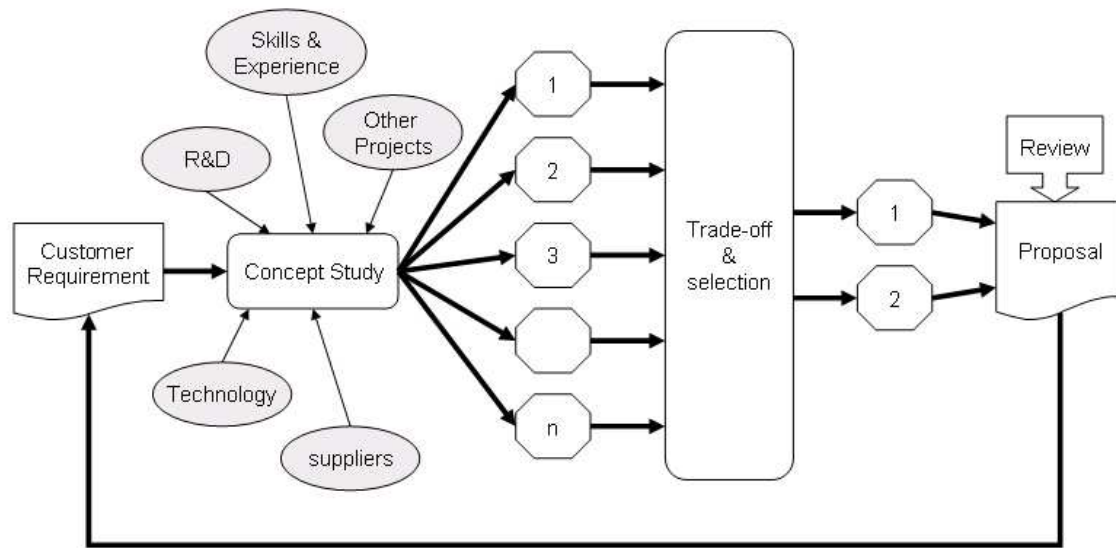 Skills &
Experience
Other
Projects
R&D
Customer
Requirement
Concept Study
Technology
suppliers
1
2
3
n
Trade-off
&
selection
1
2
Review
Proposal